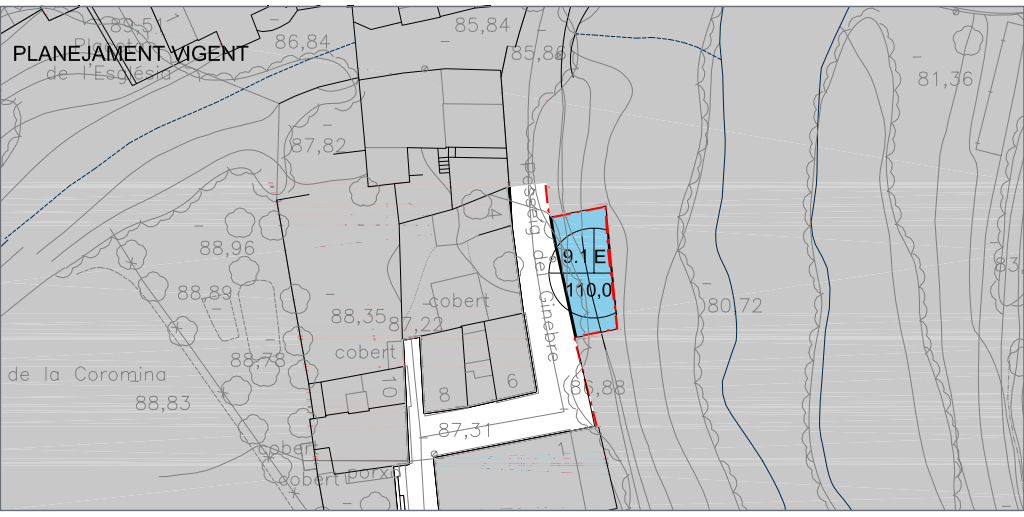 89,51
85,84
86,84
PLANEJAMENT VIGENT
85,86
de l'Església
81,36
87,82
4
88,96
Passeig del Ginebre
9.1 E
88,89
110,0
cobert
88,35
87,22
80,72
cobert
88,78
de la Coromina
10
6
86,88
8
88,83
87,31
1
cobert
porxo
cobert